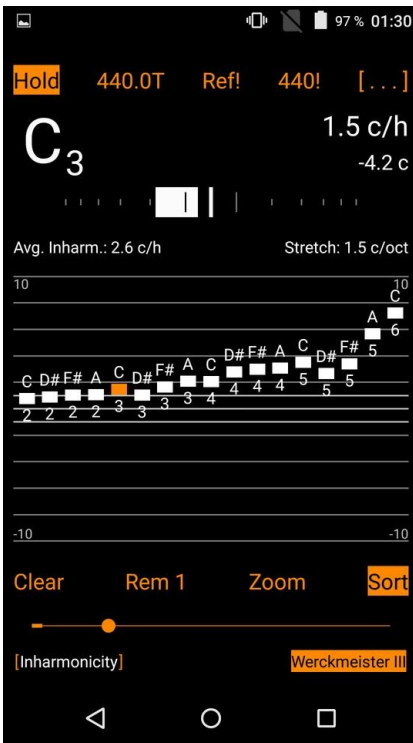 97 % 01:30
Hold 440.0T Ref! 440! [...]
C3 1.5 c/h
-4.2 c
Avg. Inharm.: 2.6 c/h Stretch: 1.5 c/oct
10 10
C D# F# A C D# F# A C D# F# A C D# F# A C
2 2 2 2 3 3 3 3 4 4 4 4 5 5 5 5 6
-10 -10
Clear Rem 1 Zoom Sort
[Inharmonicity] Werckmeister III